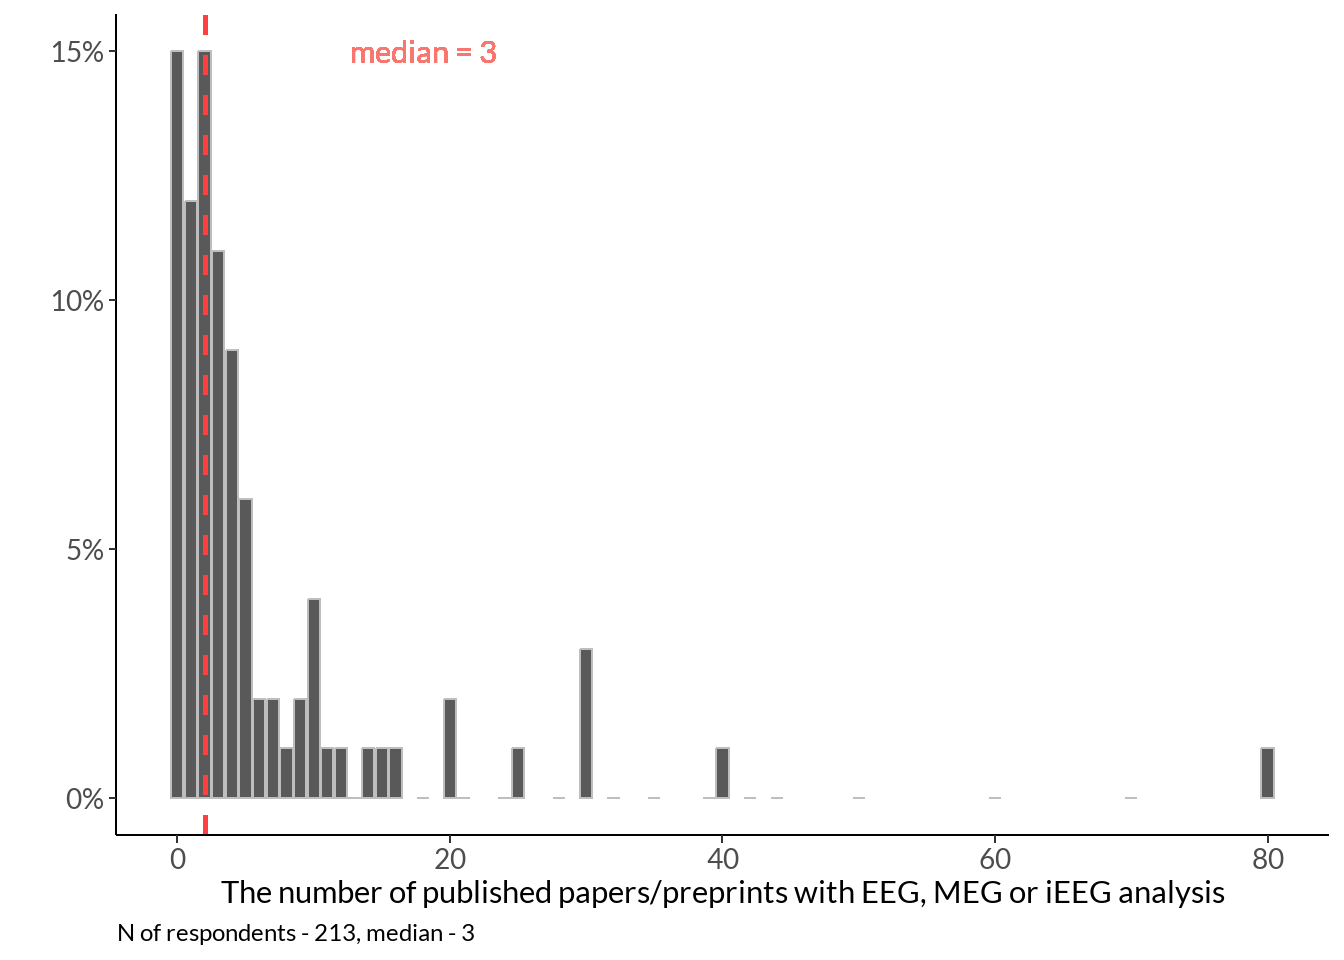 median = 3
15%
10%
5%
0%
0 20 40 60 80
The number of published papers/preprints with EEG, MEG or iEEG analysis
N of respondents - 213, median - 3